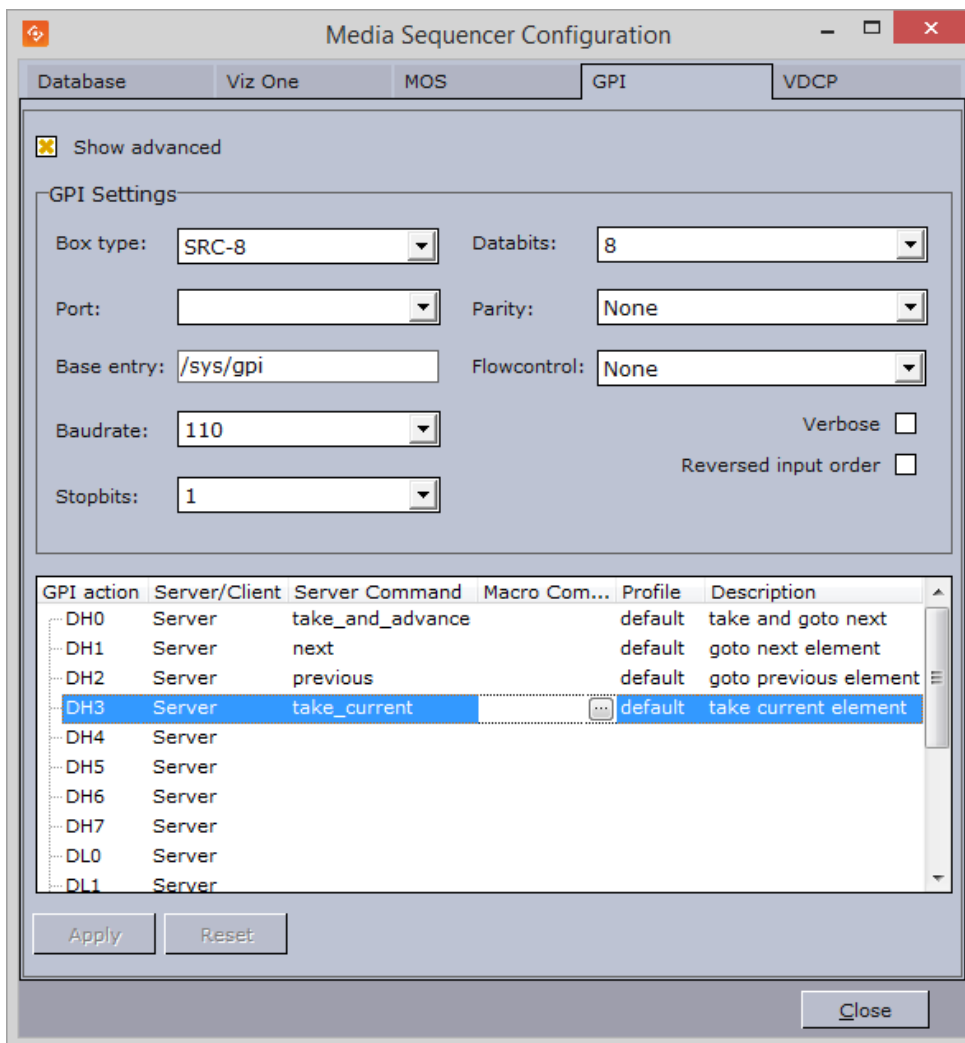 Media Sequencer Configuration
Database Viz One MOS GPI VDCP
Show advanced
GPI Settings
Box type: SRC-8 Databits: 8
Port: Parity: None
Base entry: /sys/gpi Flowcontrol: None
Baudrate: 110 Verbose
Reversed input order
Stopbits: 1
GPI action Server/Client Server Command Macro Com... Profile Description
DH0 Server take_and_advance default take and goto next
DH1 Server next default goto next element
DH2 Server previous default goto previous element
DH3 Server take_current ... default take current element
DH4 Server
DH5 Server
DH6 Server
DH7 Server
DL0 Server
DL1 Server
Apply Reset
Close